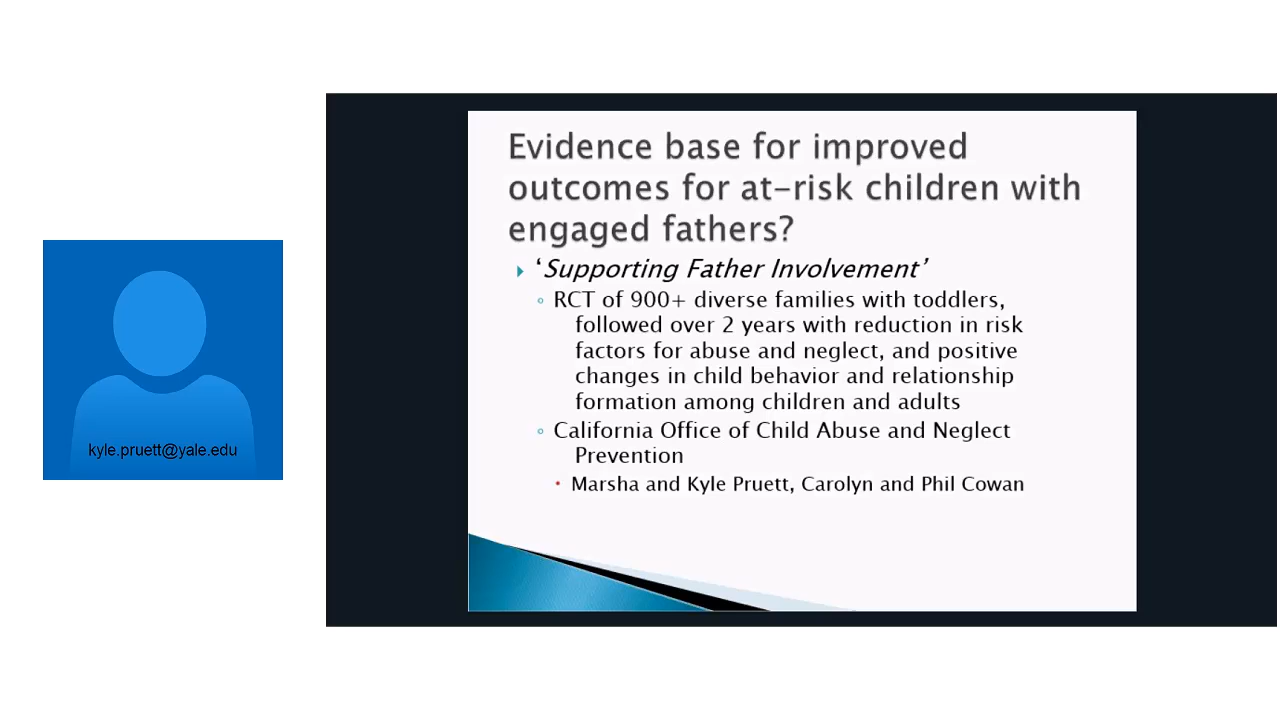 Evidence base for improved
outcomes for at-risk children with
engaged fathers?
‘Supporting Father Involvement’
RCT of 900+ diverse families with toddlers,
followed over 2 years with reduction in risk
factors for abuse and neglect, and positive
changes in child behavior and relationship
formation among children and adults
California Office of Child Abuse and Neglect
Prevention
Marsha and Kyle Pruett, Carolyn and Phil Cowan
kyle.pruett@yale.edu